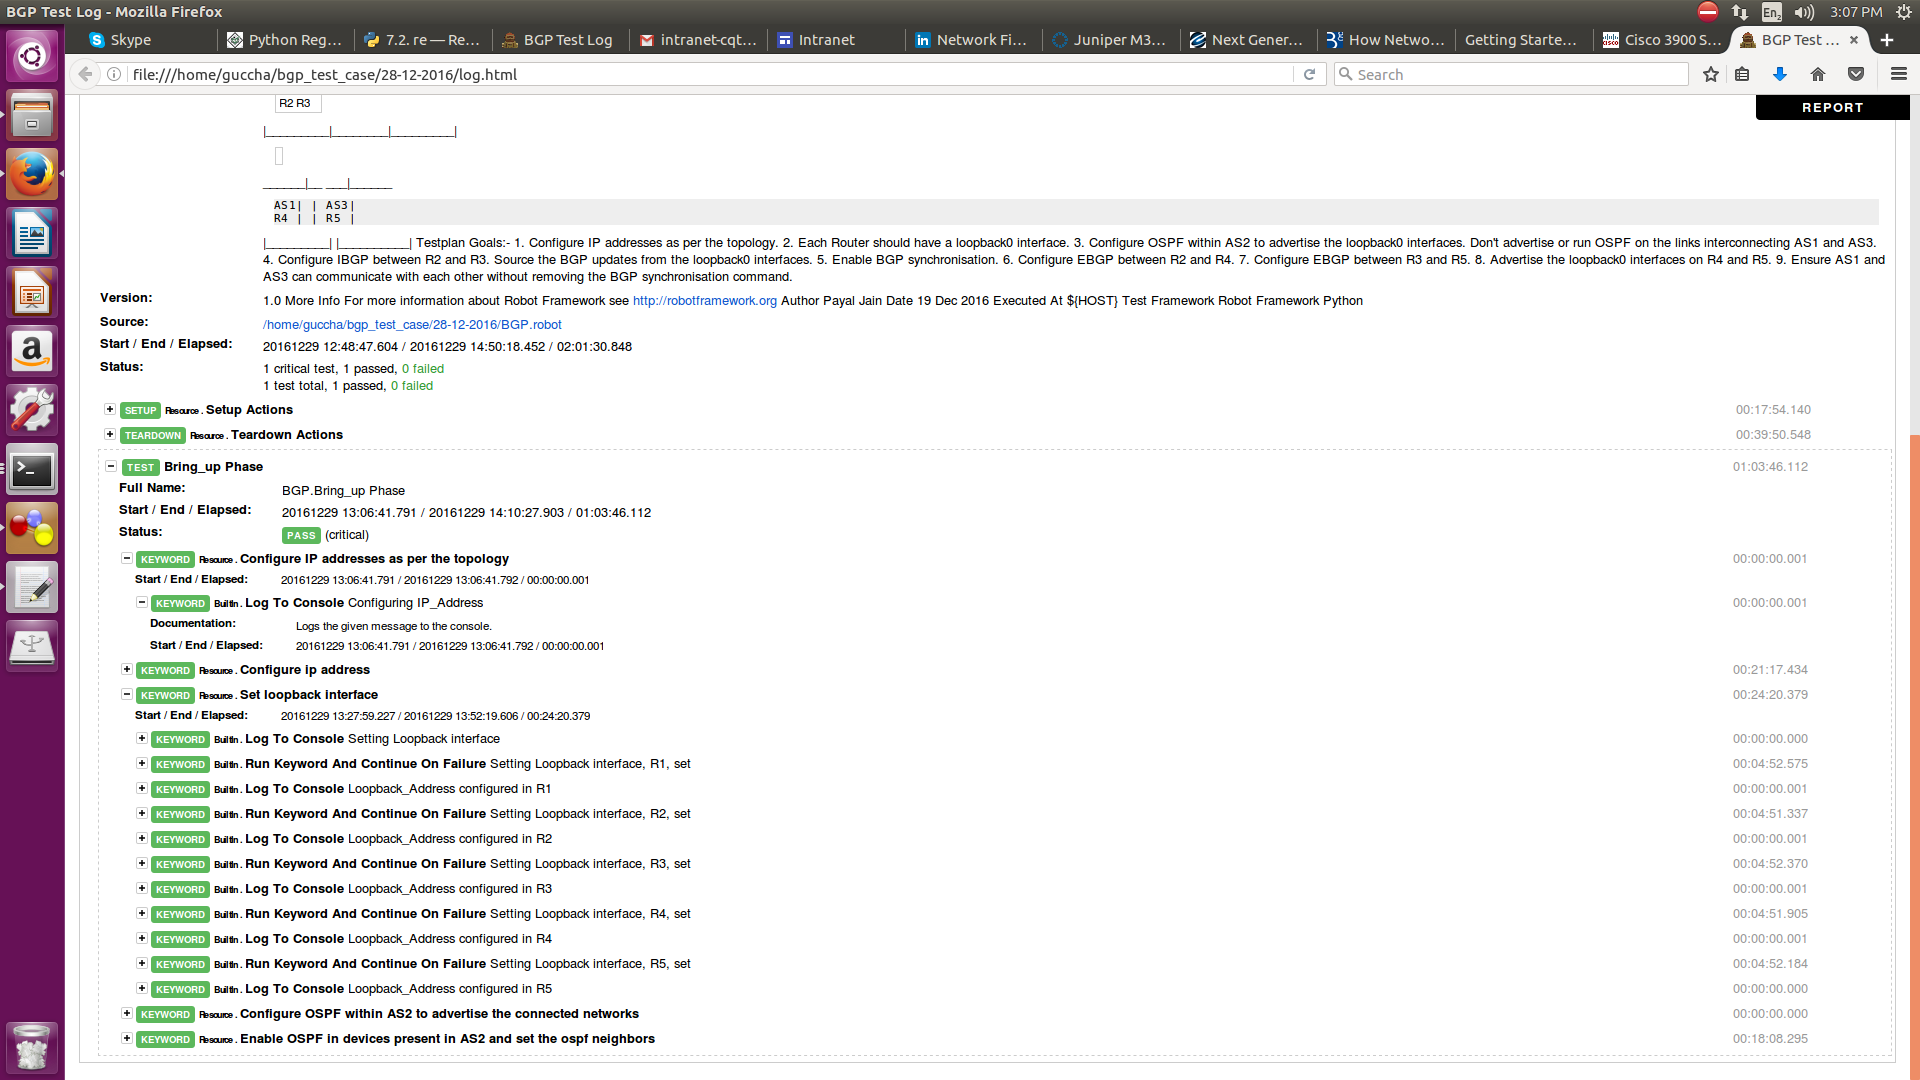 BGP Test Log - Mozilla Firefox
En2 3:07 PM
Skype Python Reg... 7.2. re — Re... BGP Test Log intranet-cqt... Intranet Network Fi... Juniper M3... Next Gener... How Netwo... Getting Starte... Cisco 3900 S... BGP Test ...
file:///home/guccha/bgp_test_case/28-12-2016/log.html Search
REPORT
R2 R3
|_________|________|_________|
______|__ ___|______
AS1| | AS3|
R4 | | R5 |
|_________| |__________| Testplan Goals:- 1. Configure IP addresses as per the topology. 2. Each Router should have a loopback0 interface. 3. Configure OSPF within AS2 to advertise the loopback0 interfaces. Don't advertise or run OSPF on the links interconnecting AS1 and AS3.
4. Configure IBGP between R2 and R3. Source the BGP updates from the loopback0 interfaces. 5. Enable BGP synchronisation. 6. Configure EBGP between R2 and R4. 7. Configure EBGP between R3 and R5. 8. Advertise the loopback0 interfaces on R4 and R5. 9. Ensure AS1 and
AS3 can communicate with each other without removing the BGP synchronisation command.
Version: 1.0 More Info For more information about Robot Framework see http://robotframework.org Author Payal Jain Date 19 Dec 2016 Executed At ${HOST} Test Framework Robot Framework Python
Source: /home/guccha/bgp_test_case/28-12-2016/BGP.robot
Start / End / Elapsed: 20161229 12:48:47.604 / 20161229 14:50:18.452 / 02:01:30.848
Status: 1 critical test, 1 passed, 0 failed
1 test total, 1 passed, 0 failed
+ SETUP Resource . Setup Actions 00:17:54.140
+ TEARDOWN Resource . Teardown Actions 00:39:50.548
- TEST Bring_up Phase 01:03:46.112
Full Name: BGP.Bring_up Phase
Start / End / Elapsed: 20161229 13:06:41.791 / 20161229 14:10:27.903 / 01:03:46.112
Status: PASS (critical)
- KEYWORD Resource . Configure IP addresses as per the topology 00:00:00.001
Start / End / Elapsed: 20161229 13:06:41.791 / 20161229 13:06:41.792 / 00:00:00.001
- KEYWORD BuiltIn . Log To Console Configuring IP_Address 00:00:00.001
Documentation: Logs the given message to the console.
Start / End / Elapsed: 20161229 13:06:41.791 / 20161229 13:06:41.792 / 00:00:00.001
+ KEYWORD Resource . Configure ip address 00:21:17.434
- KEYWORD Resource . Set loopback interface 00:24:20.379
Start / End / Elapsed: 20161229 13:27:59.227 / 20161229 13:52:19.606 / 00:24:20.379
+ KEYWORD BuiltIn . Log To Console Setting Loopback interface 00:00:00.000
+ KEYWORD BuiltIn . Run Keyword And Continue On Failure Setting Loopback interface, R1, set 00:04:52.575
+ KEYWORD BuiltIn . Log To Console Loopback_Address configured in R1 00:00:00.001
+ KEYWORD BuiltIn . Run Keyword And Continue On Failure Setting Loopback interface, R2, set 00:04:51.337
+ KEYWORD BuiltIn . Log To Console Loopback_Address configured in R2 00:00:00.001
+ KEYWORD BuiltIn . Run Keyword And Continue On Failure Setting Loopback interface, R3, set 00:04:52.370
+ KEYWORD BuiltIn . Log To Console Loopback_Address configured in R3 00:00:00.001
+ KEYWORD BuiltIn . Run Keyword And Continue On Failure Setting Loopback interface, R4, set 00:04:51.905
+ KEYWORD BuiltIn . Log To Console Loopback_Address configured in R4 00:00:00.001
+ KEYWORD BuiltIn . Run Keyword And Continue On Failure Setting Loopback interface, R5, set 00:04:52.184
+ KEYWORD BuiltIn . Log To Console Loopback_Address configured in R5 00:00:00.000
+ KEYWORD Resource . Configure OSPF within AS2 to advertise the connected networks 00:00:00.000
+ KEYWORD Resource . Enable OSPF in devices present in AS2 and set the ospf neighbors 00:18:08.295